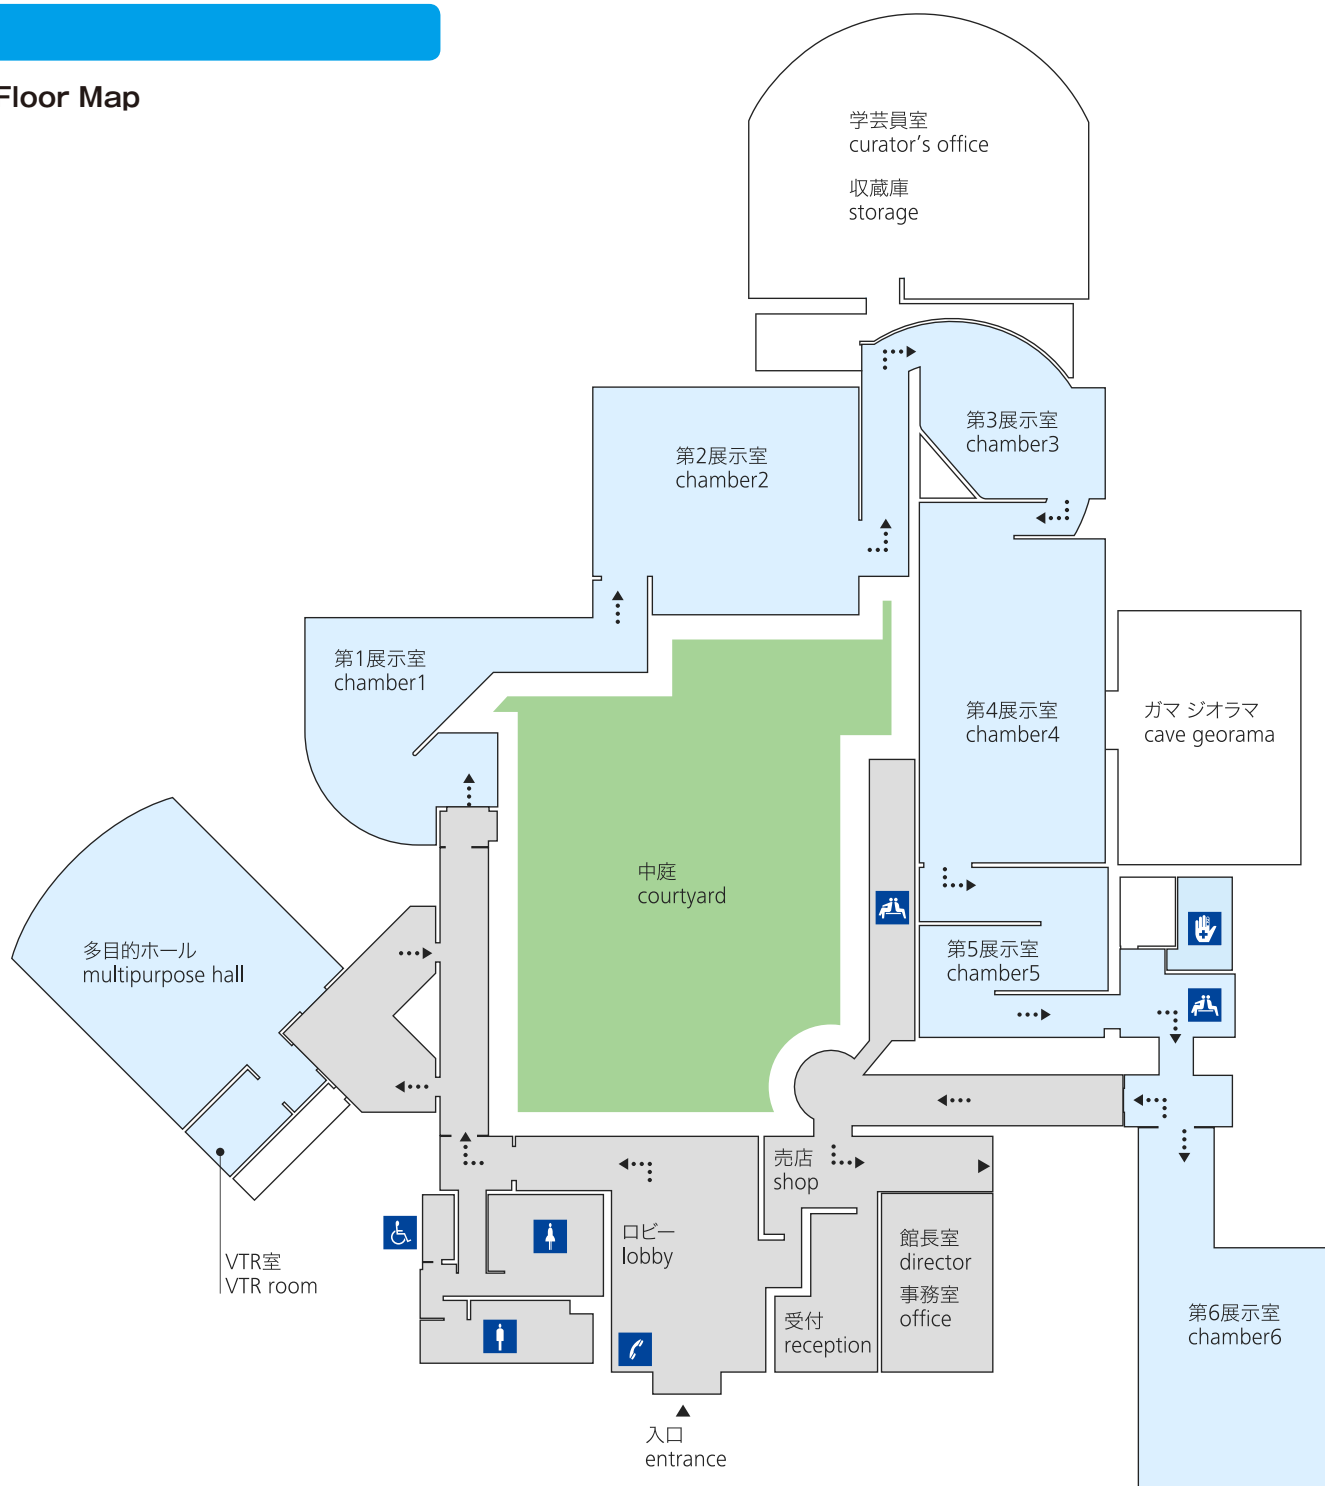 Floor Map
学芸員室
curator's office
収蔵庫
storage
第3展示室
chamber3
第2展示室
chamber2
第1展示室
chamber1
第4展示室
chamber4
ガマ ジオラマ
cave georama
中庭
courtyard
多目的ホール
multipurpose hall
第5展示室
chamber5
売店
shop
ロビー
lobby
館長室
director
事務室
office
VTR室
VTR room
受付
reception
第6展示室
chamber6
入口
entrance